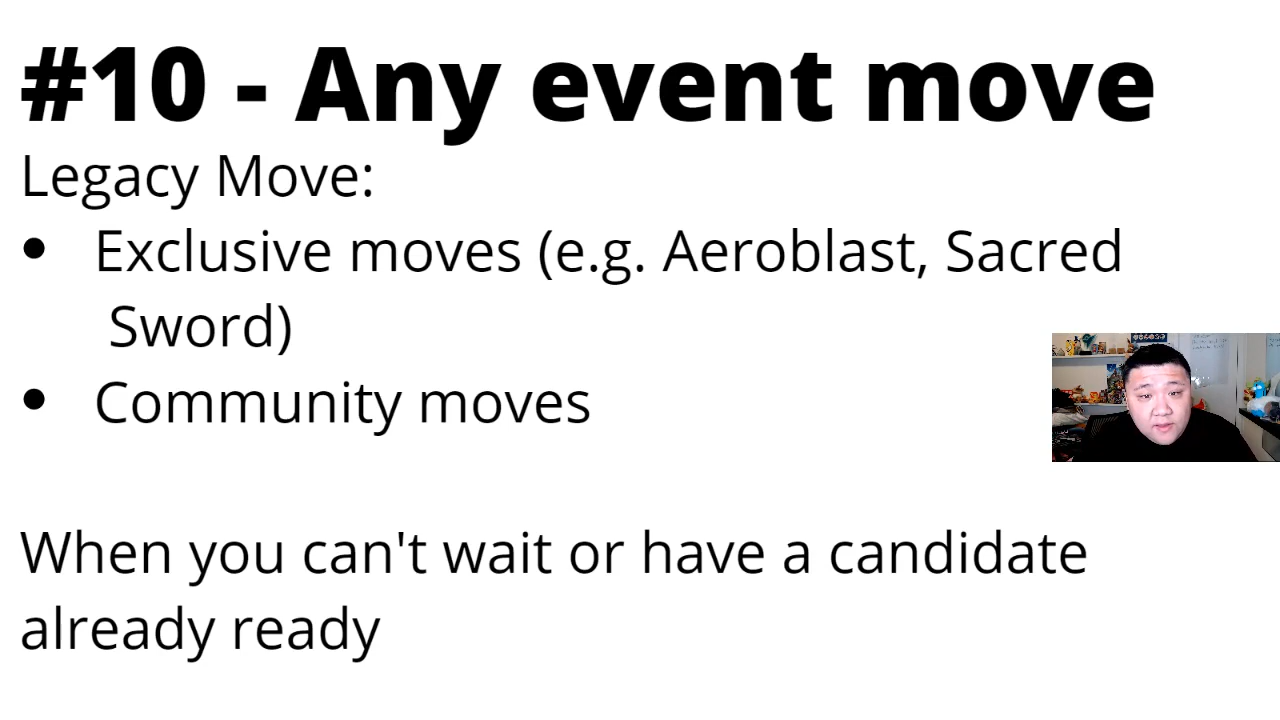 #10 - Any event move
Legacy Move:
• Exclusive moves (e.g. Aeroblast, Sacred
Sword)
• Community moves
When you can't wait or have a candidate
already ready